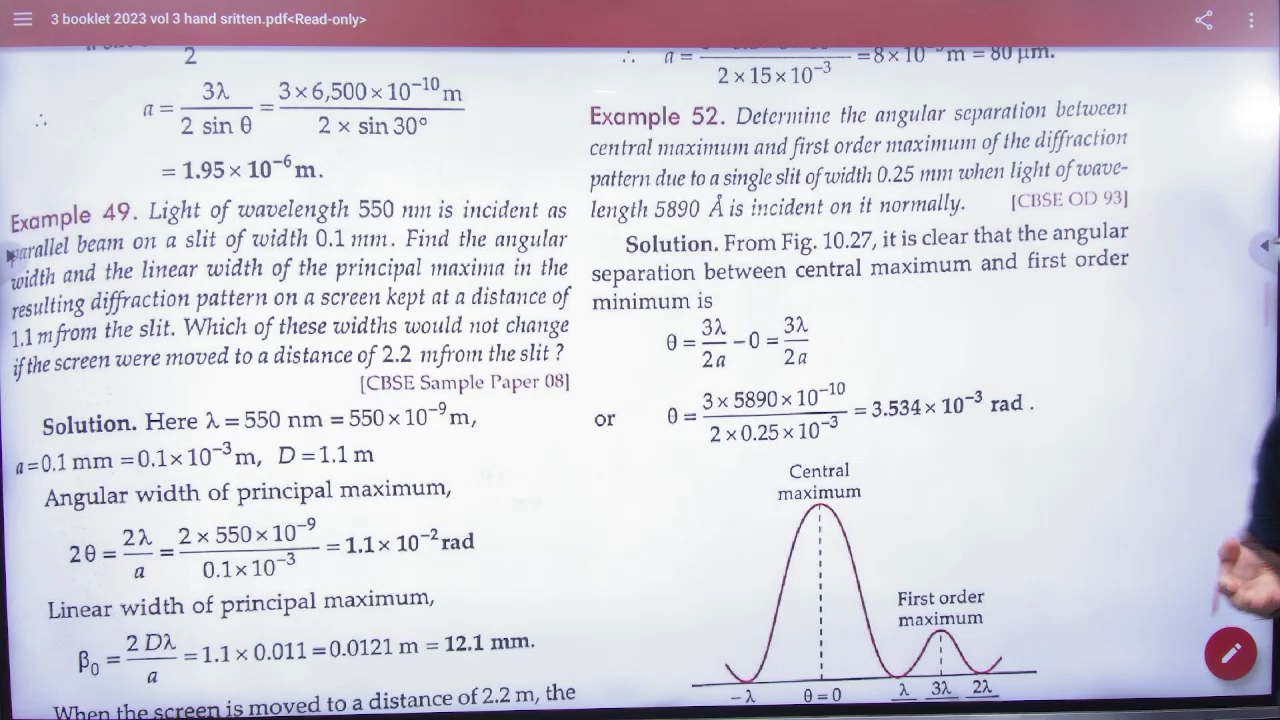 3 booklet 2023 vol 3 hand sritten.pdf<Read-only>
2
∴ a = 3λ / 2 sin θ = 3 × 6,500 × 10⁻¹⁰ m / 2 × sin 30°
= 1.95 × 10⁻⁶ m.
Example 49. Light of wavelength 550 nm is incident as
parallel beam on a slit of width 0.1 mm. Find the angular
width and the linear width of the principal maxima in the
resulting diffraction pattern on a screen kept at a distance of
1.1 m from the slit. Which of these widths would not change
if the screen were moved to a distance of 2.2 m from the slit ?
[CBSE Sample Paper 08]
Solution. Here λ = 550 nm = 550 × 10⁻⁹ m,
a = 0.1 mm = 0.1 × 10⁻³ m, D = 1.1 m
Angular width of principal maximum,
2θ = 2λ / a = 2 × 550 × 10⁻⁹ / 0.1 × 10⁻³ = 1.1 × 10⁻² rad
Linear width of principal maximum,
β₀ = 2 Dλ / a = 1.1 × 0.011 = 0.0121 m = 12.1 mm.
When the screen is moved to a distance of 2.2 m, the
∴ a = / 2 × 15 × 10⁻³ = 8 × 10 m = 80 μm.
Example 52. Determine the angular separation between
central maximum and first order maximum of the diffraction
pattern due to a single slit of width 0.25 mm when light of wave-
length 5890 Å is incident on it normally. [CBSE OD 93]
Solution. From Fig. 10.27, it is clear that the angular
separation between central maximum and first order
minimum is
θ = 3λ / 2a − 0 = 3λ / 2a
or θ = 3 × 5890 × 10⁻¹⁰ / 2 × 0.25 × 10⁻³ = 3.534 × 10⁻³ rad .
Central
maximum
First order
maximum
−λ θ = 0 λ 3λ 2λ